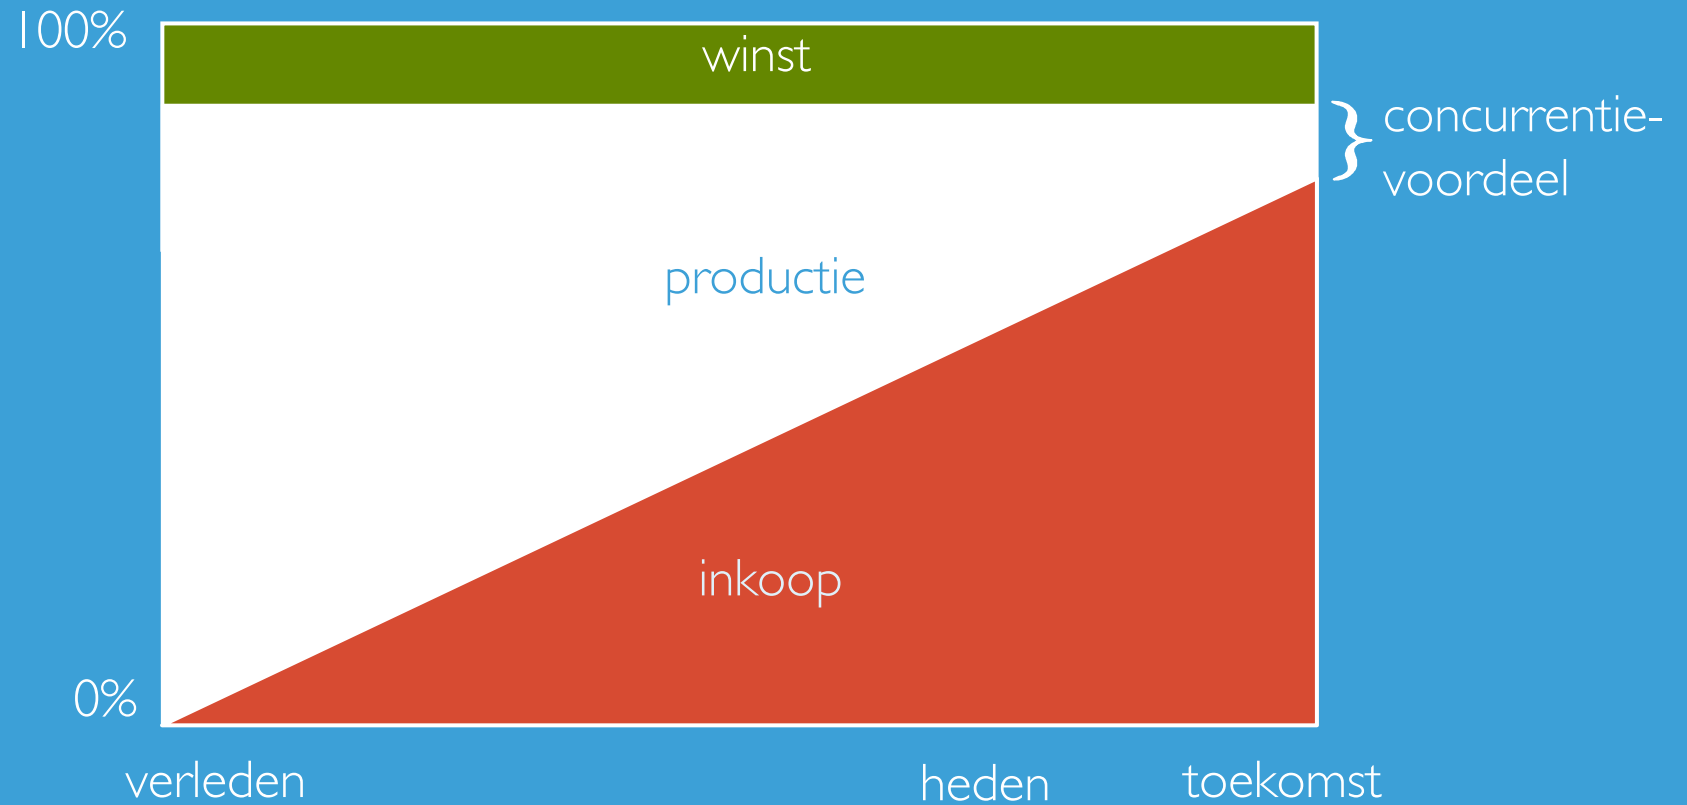 100%
winst
concurrentie-
voordeel
productie
inkoop
0%
verleden
heden
toekomst